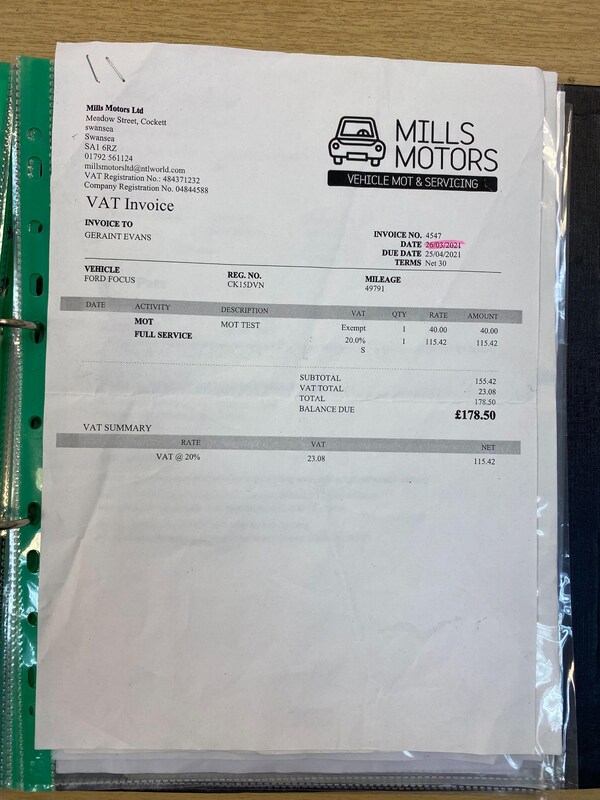 Mills Motors Ltd
Meadow Street, Cockett
swansea
Swansea
SA1 6RZ
01792 561124
millsmotorsltd@ntlworld.com
VAT Registration No.: 484371232
Company Registration No. 04844588
MILLS
MOTORS
VEHICLE MOT & SERVICING
VAT Invoice
INVOICE TO
GERAINT EVANS
INVOICE NO. 4547
DATE 26/03/2021
DUE DATE 25/04/2021
TERMS Net 30
VEHICLE REG. NO. MILEAGE
FORD FOCUS CK15DVN 49791
DATE ACTIVITY DESCRIPTION VAT QTY RATE AMOUNT
MOT MOT TEST Exempt 1 40.00 40.00
FULL SERVICE 20.0% 1 115.42 115.42
S
SUBTOTAL 155.42
VAT TOTAL 23.08
TOTAL 178.50
BALANCE DUE £178.50
VAT SUMMARY
RATE VAT NET
VAT @ 20% 23.08 115.42